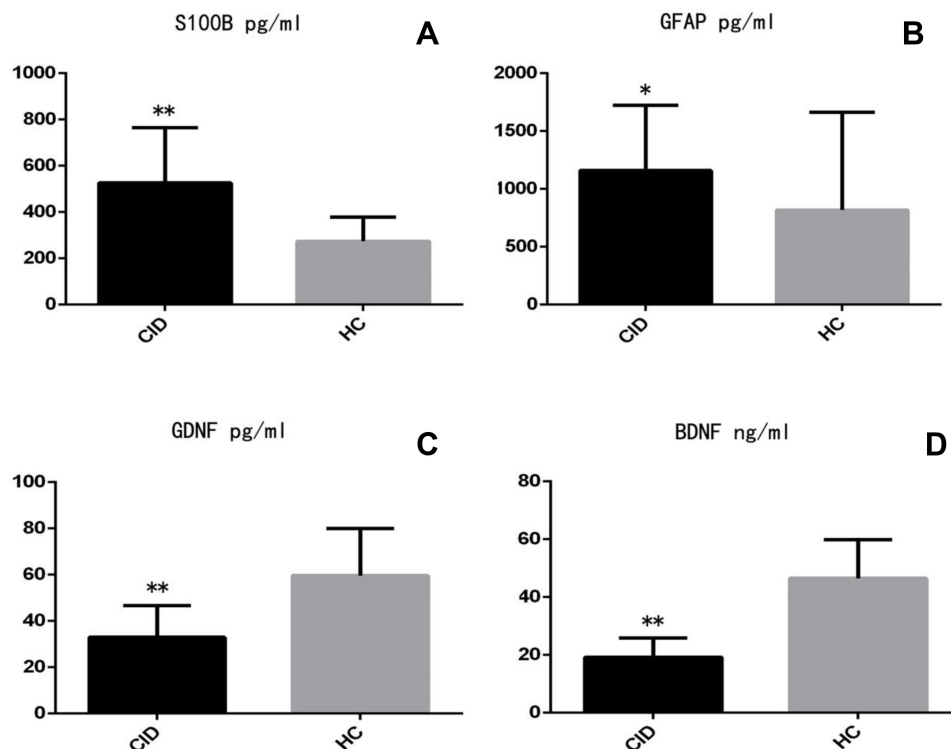 S100B pg/ml
A
1000
800
600
400
200
0
**
CID
HC
GFAP pg/ml
B
2000
1500
1000
500
0
*
CID
HC
GDNF pg/ml
C
100
80
60
40
20
0
**
CID
HC
BDNF ng/ml
D
80
60
40
20
0
**
CID
HC